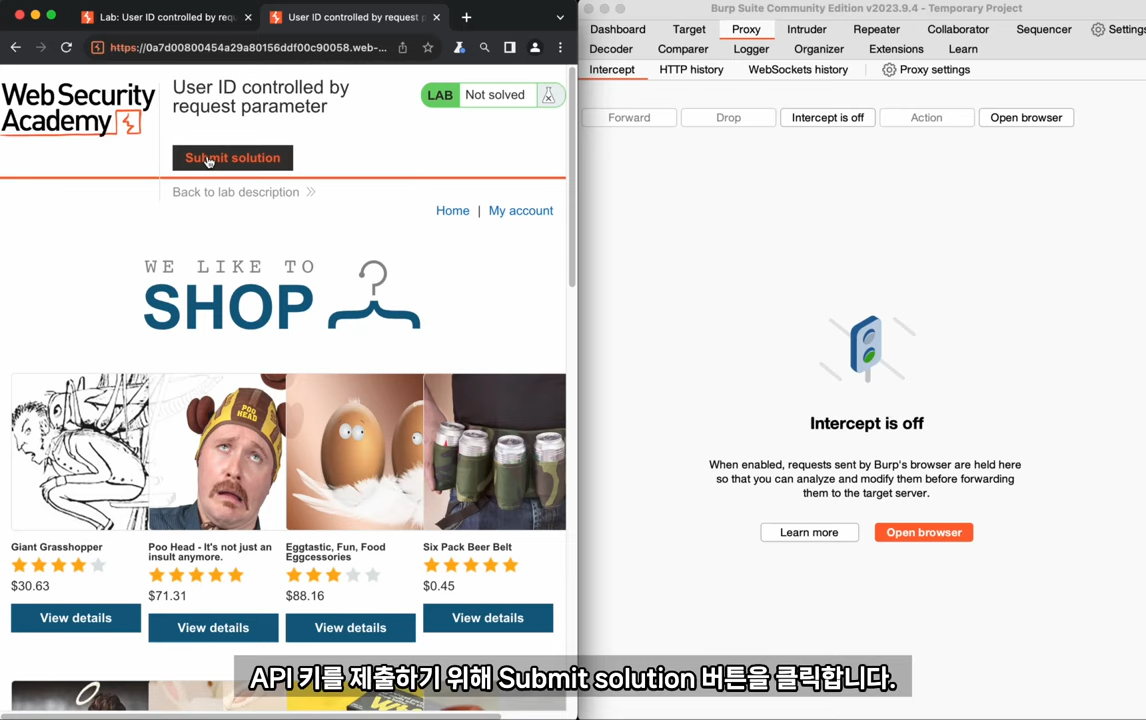 Lab: User ID controlled by requ
User ID controlled by request p
https://0a7d00800454a29a80156ddf00c90058.web-...
Web Security
Academy
User ID controlled by
request parameter
LAB
Not solved
Submit solution
Back to lab description
Home | My account
WE LIKE TO
SHOP
POO
HEAD
Giant Grasshopper
$30.63
View details
Poo Head - It's not just an
insult anymore.
$71.31
View details
Eggtastic, Fun, Food
Eggcessories
$88.16
View details
Six Pack Beer Belt
$0.45
View details
Burp Suite Community Edition v2023.9.4 - Temporary Project
Dashboard Target Proxy Intruder Repeater Collaborator Sequencer Settings
Decoder Comparer Logger Organizer Extensions Learn
Intercept HTTP history WebSockets history Proxy settings
Forward Drop Intercept is off Action Open browser
Intercept is off
When enabled, requests sent by Burp's browser are held here
so that you can analyze and modify them before forwarding
them to the target server.
Learn more Open browser
API 키를 제출하기 위해 Submit solution 버튼을 클릭합니다.